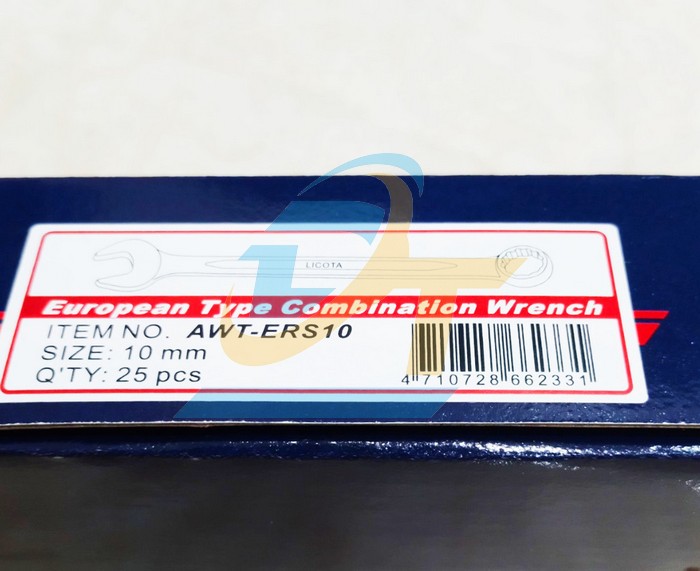 LICOTA
European Type Combination Wrench
ITEM NO. AWT-ERS10
SIZE: 10 mm
Q'TY: 25 pcs
4 710728 662331